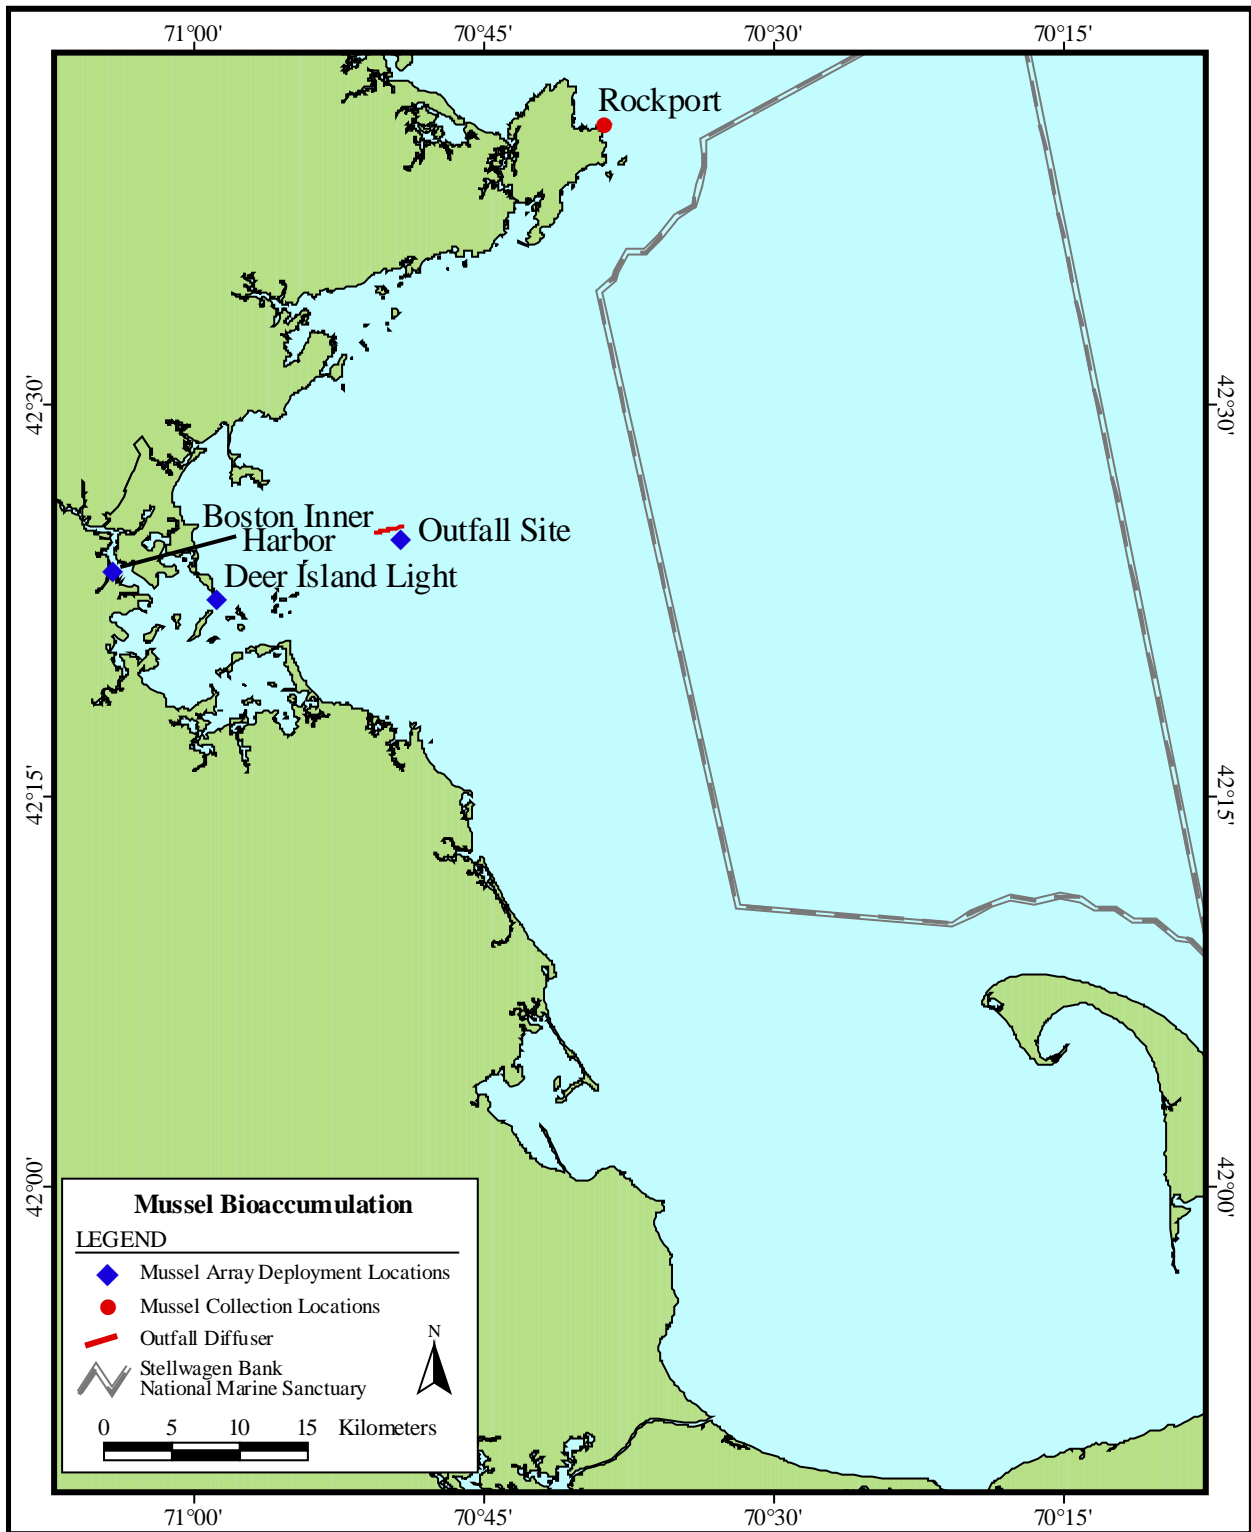 71°00'
70°45'
70°30'
70°15'
Rockport
42°30'
42°30'
Boston Inner
Harbor
Outfall Site
Deer Island Light
42°15'
42°15'
42°00'
42°00'
Mussel Bioaccumulation
LEGEND
Mussel Array Deployment Locations
Mussel Collection Locations
Outfall Diffuser
N
Stellwagen Bank
National Marine Sanctuary
0 5 10 15 Kilometers
71°00'
70°45'
70°30'
70°15'